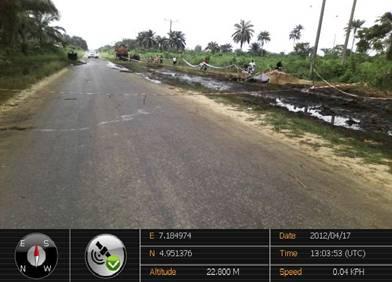 E 7.184974 Date 2012/04/17
N 4.951376 Time 13:03:53 (UTC)
Altitude 22.800 M Speed 0.04 KPH
E S
N W